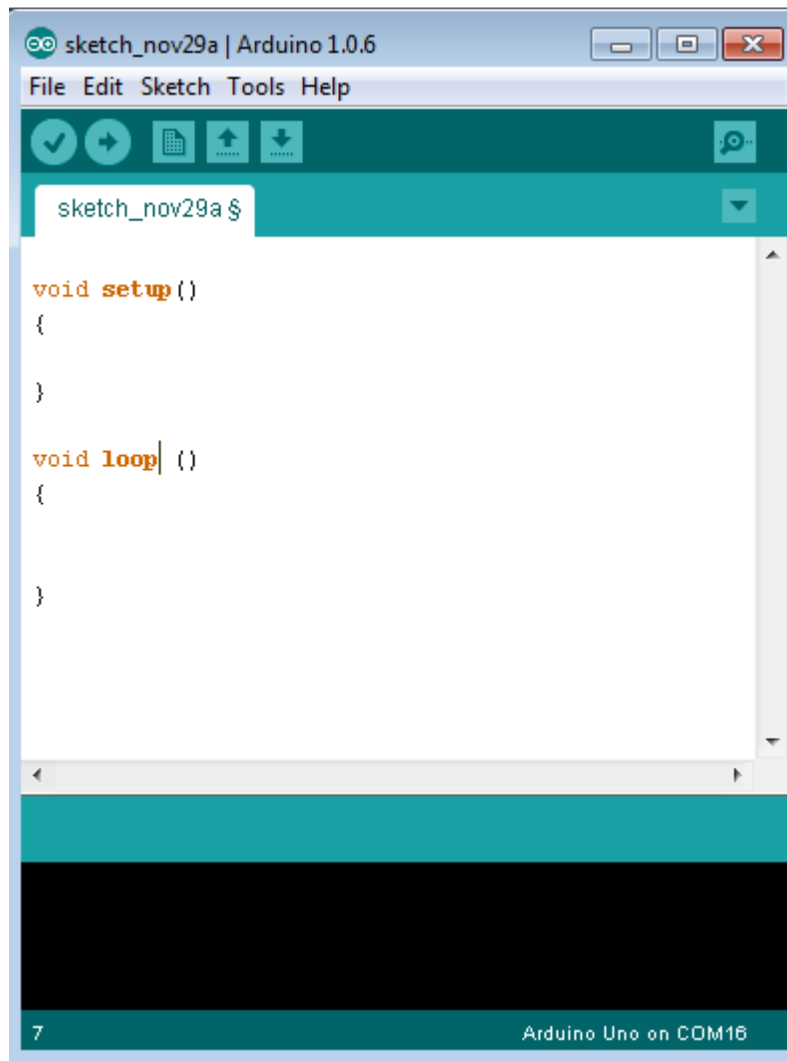 sketch_nov29a | Arduino 1.0.6
File Edit Sketch Tools Help
sketch_nov29a §
void setup()
{
}
void loop ()
{
}
7
Arduino Uno on COM16